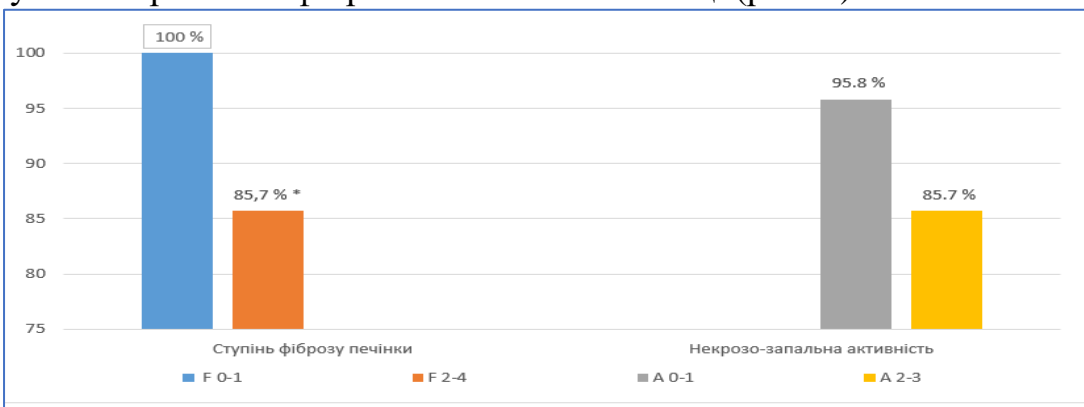 100 %
100
95.8 %
95
90
85,7 % *
85.7 %
85
80
75
Ступінь фіброзу печінки
Некрозо-запальна активність
F 0-1
F 2-4
A 0-1
A 2-3